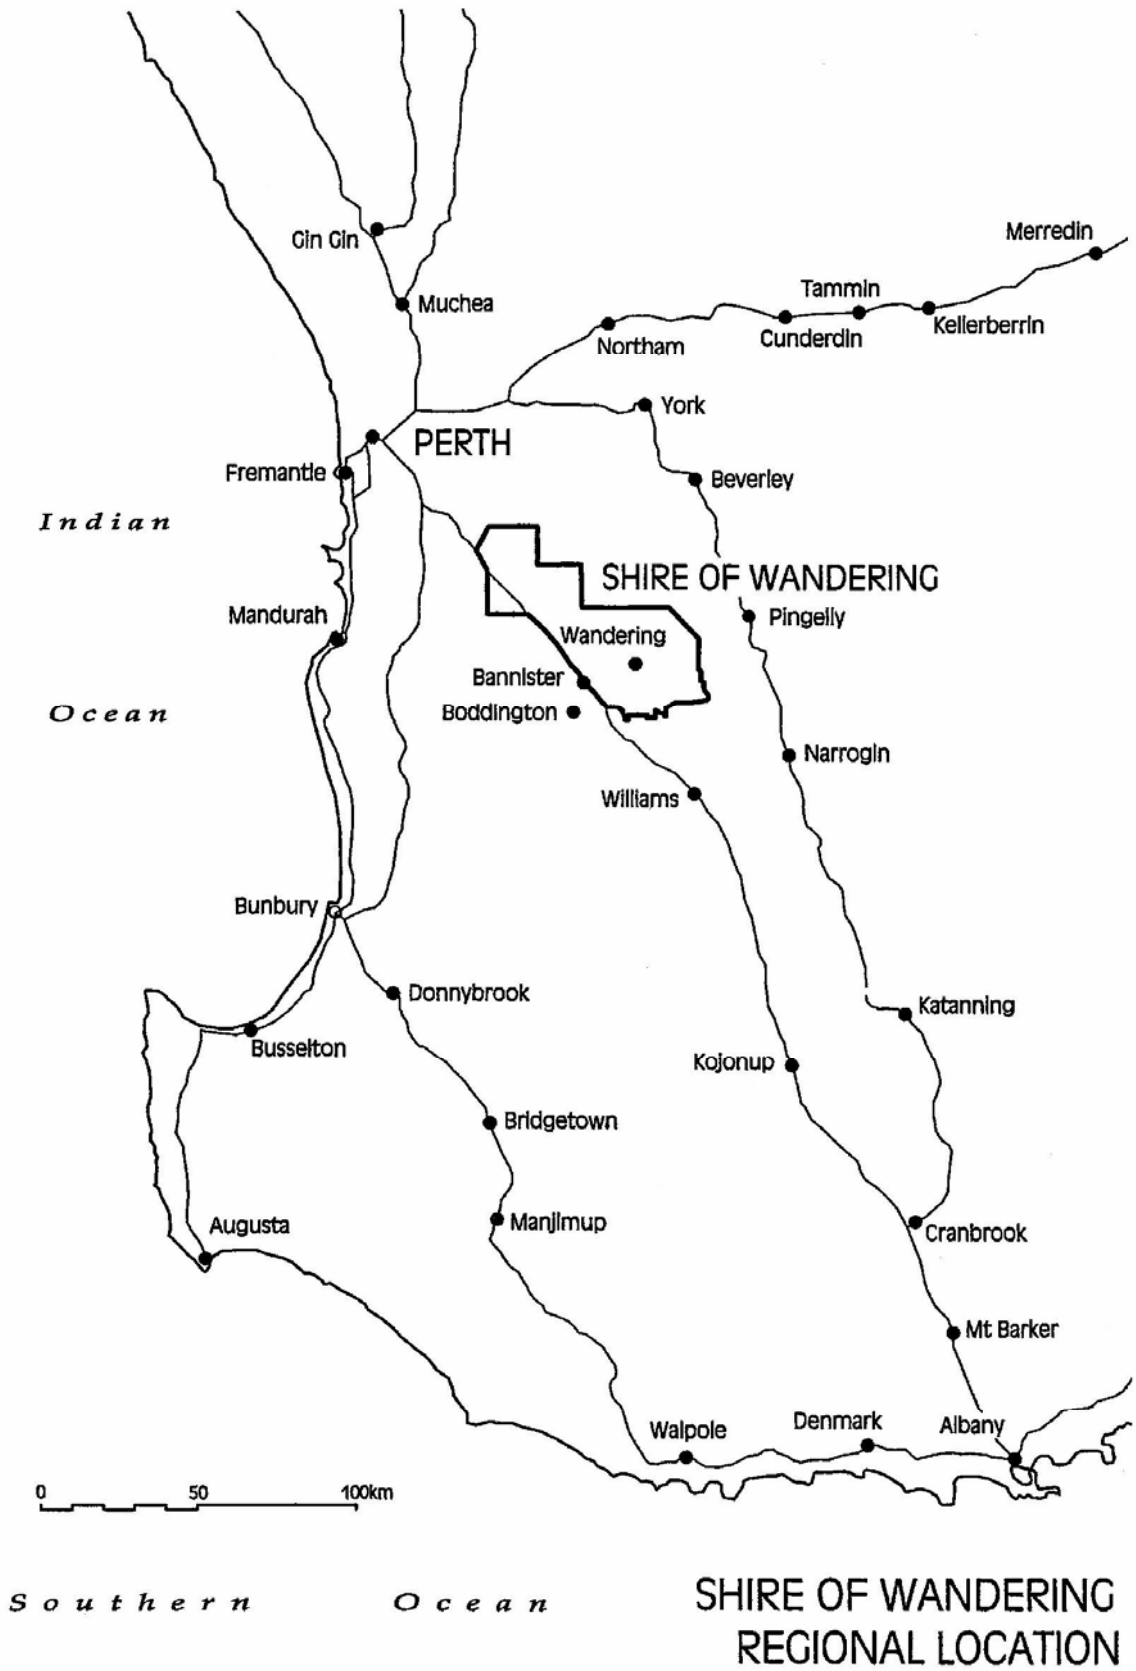 Gin Gin
Merredin
Muchea
Tammin
Kellerberrin
Northam
Cunderdin
York
PERTH
Fremantle
Beverley
Indian
SHIRE OF WANDERING
Mandurah
Pingelly
Wandering
Bannister
Ocean
Boddington
Narrogin
Williams
Bunbury
Donnybrook
Katanning
Busselton
Kojonup
Bridgetown
Augusta
Manjimup
Cranbrook
Mt Barker
Walpole
Denmark
Albany
0 50 100km
Southern Ocean
SHIRE OF WANDERING
REGIONAL LOCATION